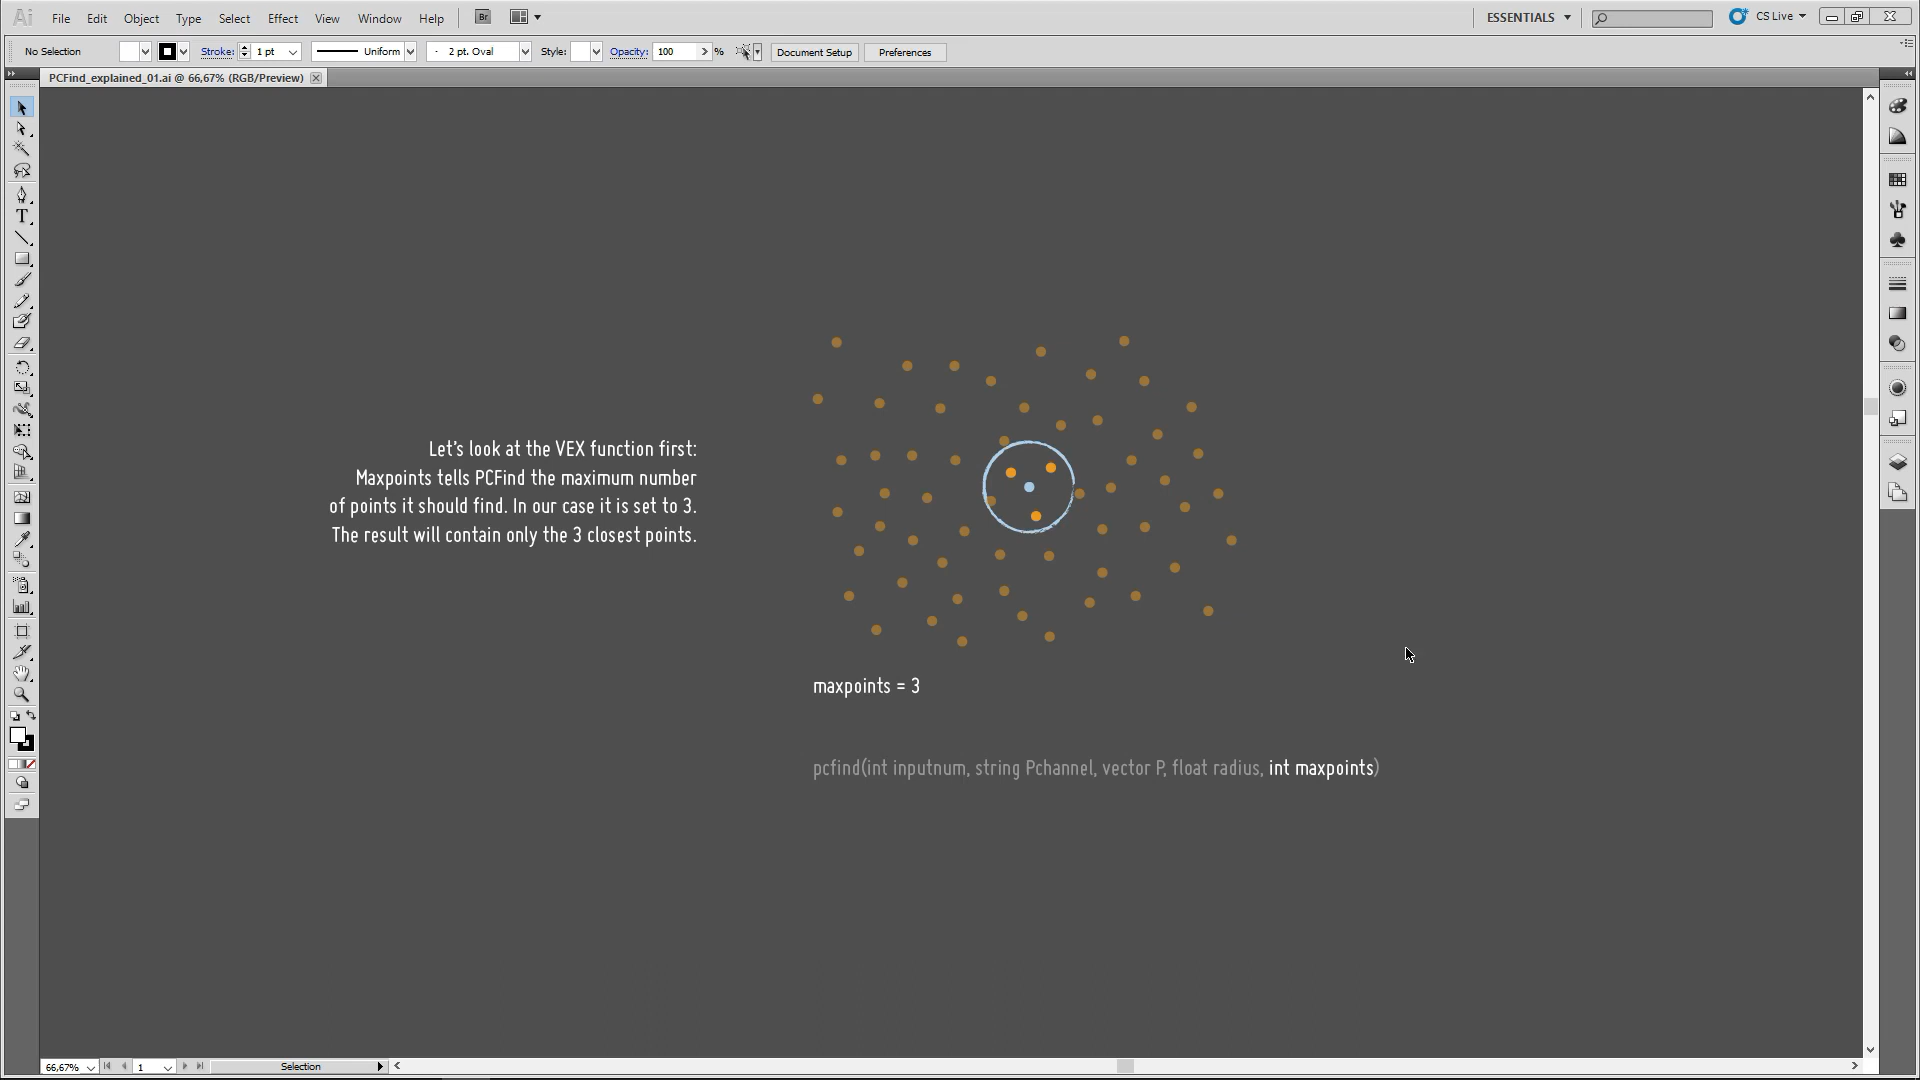 Ai File Edit Object Type Select Effect View Window Help Br ESSENTIALS CS Live
No Selection Stroke: 1 pt Uniform 2 pt. Oval Style: Opacity: 100 % Document Setup Preferences
PCFind_explained_01.ai @ 66,67% (RGB/Preview)
Let's look at the VEX function first:
Maxpoints tells PCFind the maximum number
of points it should find. In our case it is set to 3.
The result will contain only the 3 closest points.
maxpoints = 3
pcfind(int inputnum, string Pchannel, vector P, float radius, int maxpoints)
66,67% 1 Selection